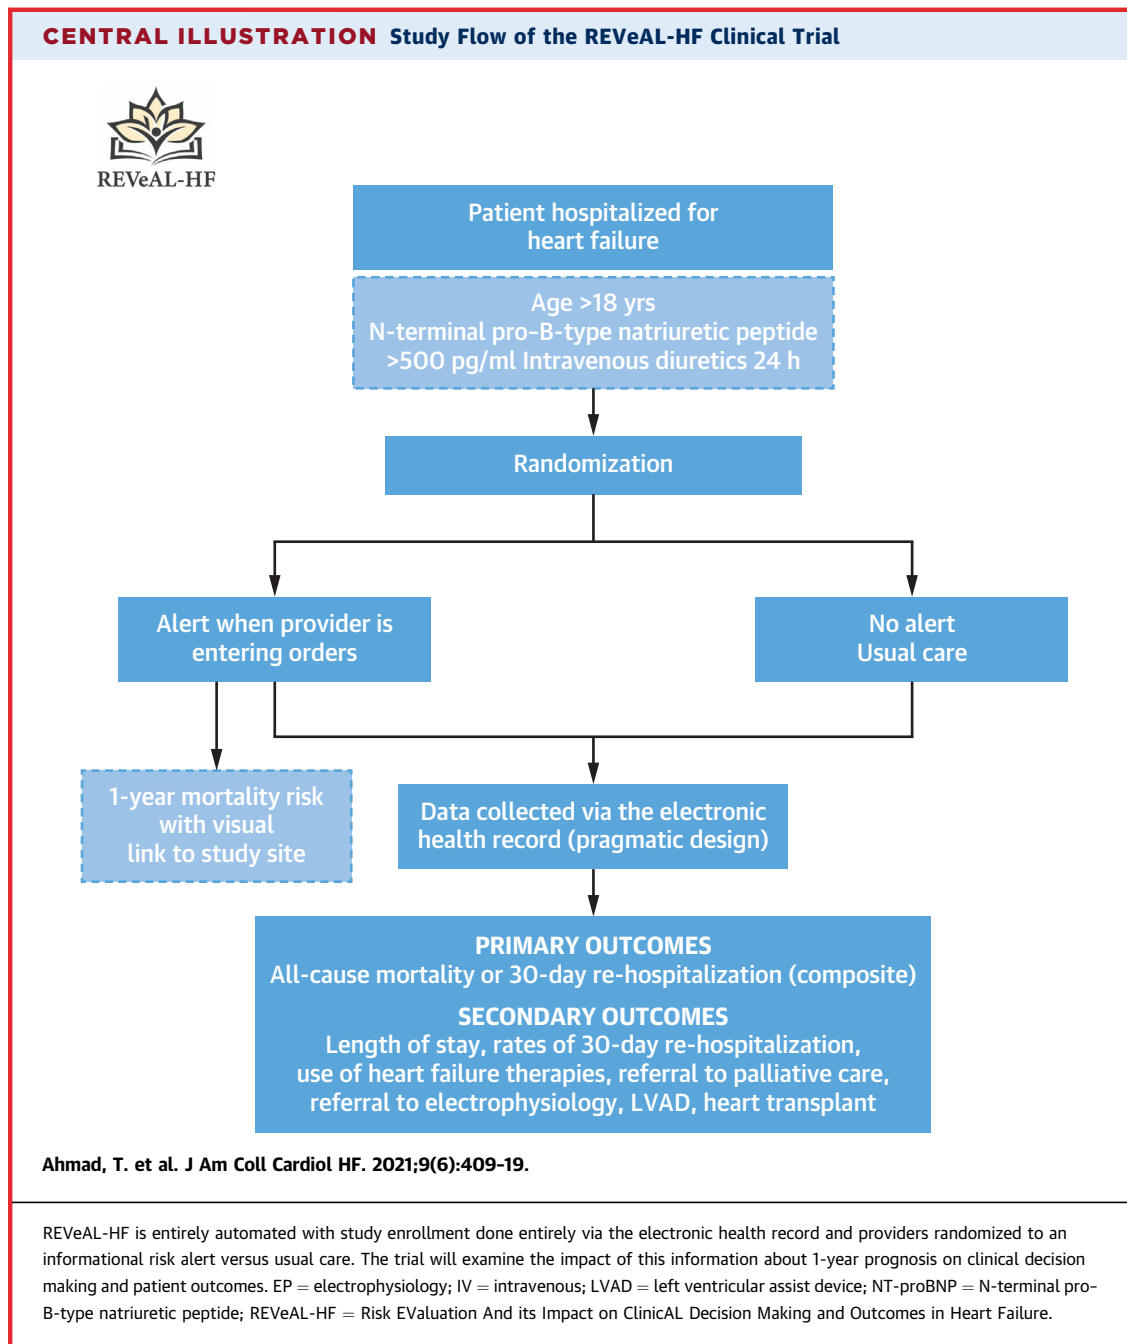 CENTRAL ILLUSTRATION Study Flow of the REVeAL-HF Clinical Trial
REVeAL-HF
Patient hospitalized for
heart failure
Age >18 yrs
N-terminal pro-B-type natriuretic peptide
>500 pg/ml Intravenous diuretics 24 h
Randomization
Alert when provider is
entering orders
No alert
Usual care
1-year mortality risk
with visual
link to study site
Data collected via the electronic
health record (pragmatic design)
PRIMARY OUTCOMES
All-cause mortality or 30-day re-hospitalization (composite)
SECONDARY OUTCOMES
Length of stay, rates of 30-day re-hospitalization,
use of heart failure therapies, referral to palliative care,
referral to electrophysiology, LVAD, heart transplant
Ahmad, T. et al. J Am Coll Cardiol HF. 2021;9(6):409–19.
REVeAL-HF is entirely automated with study enrollment done entirely via the electronic health record and providers randomized to an
informational risk alert versus usual care. The trial will examine the impact of this information about 1-year prognosis on clinical decision
making and patient outcomes. EP = electrophysiology; IV = intravenous; LVAD = left ventricular assist device; NT-proBNP = N-terminal pro–
B-type natriuretic peptide; REVeAL-HF = Risk EValuation And its Impact on ClinicAL Decision Making and Outcomes in Heart Failure.